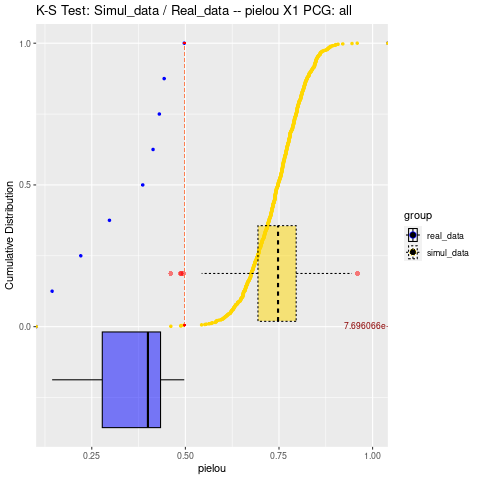 K-S Test: Simul_data / Real_data -- pielou X1 PCG: all
1.0
0.5
0.0
Cumulative Distribution
7.696066e-
0.25
0.50
0.75
1.00
pielou
group
real_data
simul_data